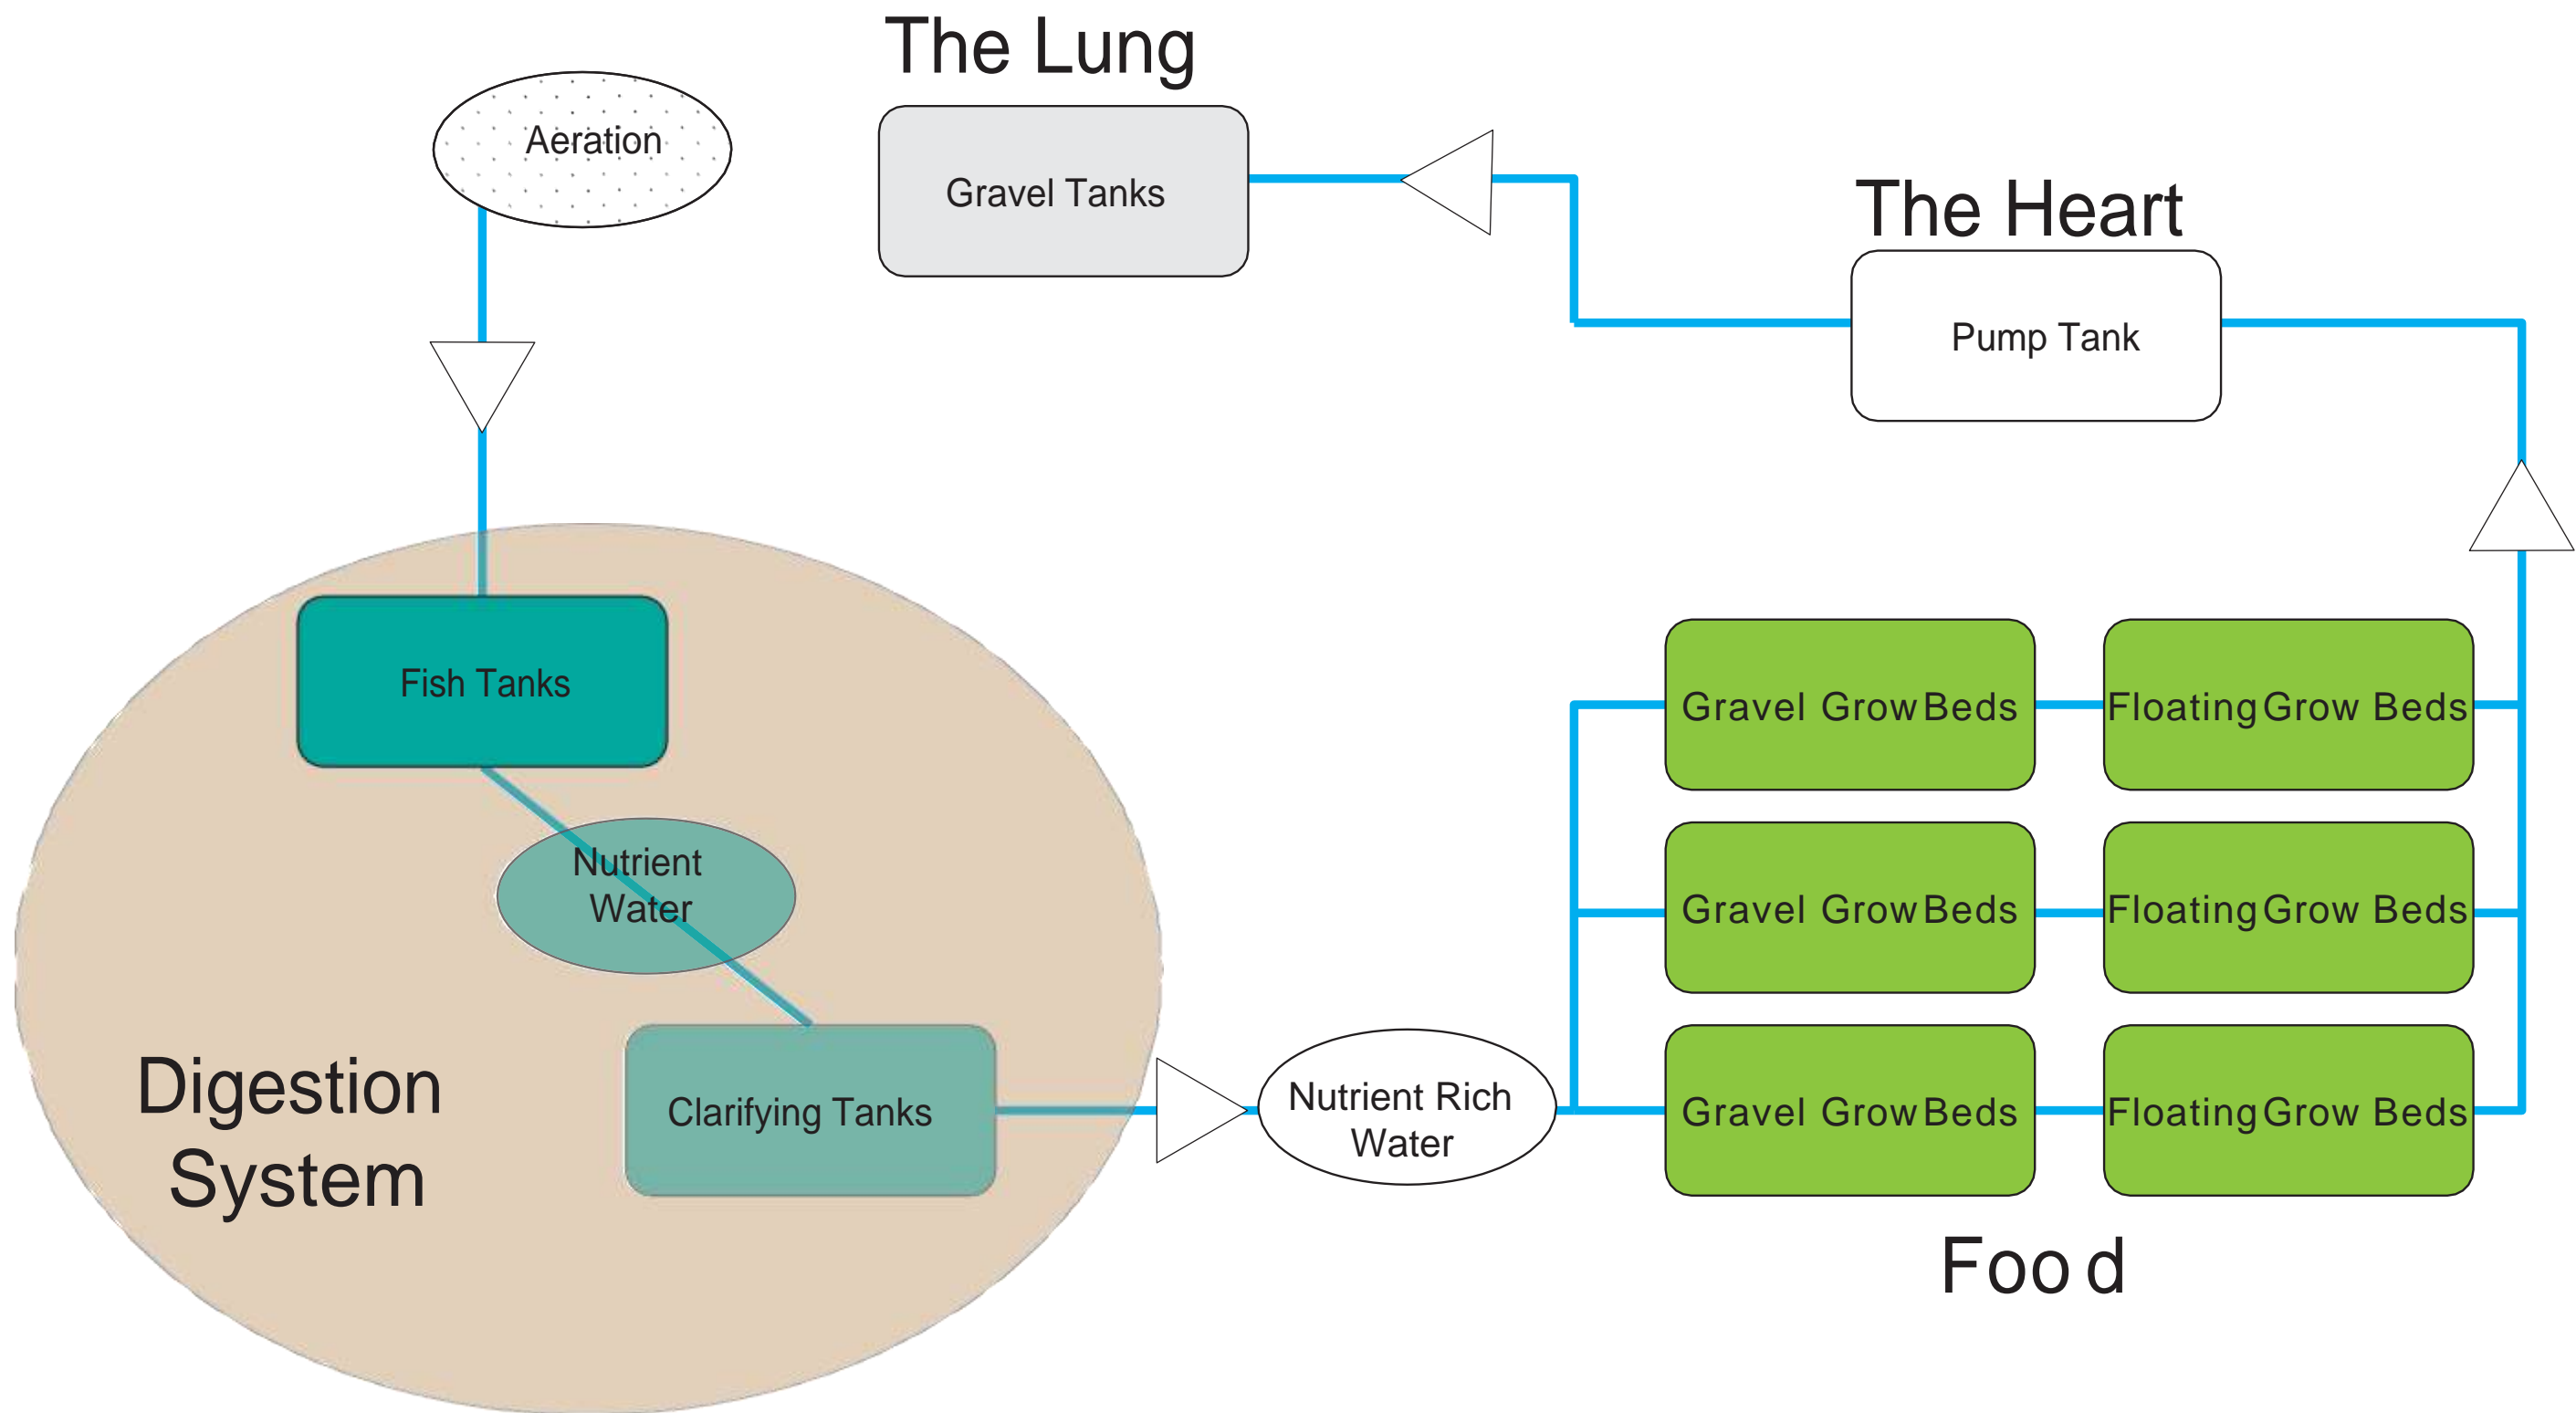 The Lung
Aeration
Gravel Tanks
The Heart
Pump Tank
Fish Tanks
Nutrient
Water
Gravel Grow Beds
Floating Grow Beds
Gravel Grow Beds
Floating Grow Beds
Digestion
System
Clarifying Tanks
Nutrient Rich
Water
Gravel Grow Beds
Floating Grow Beds
Food